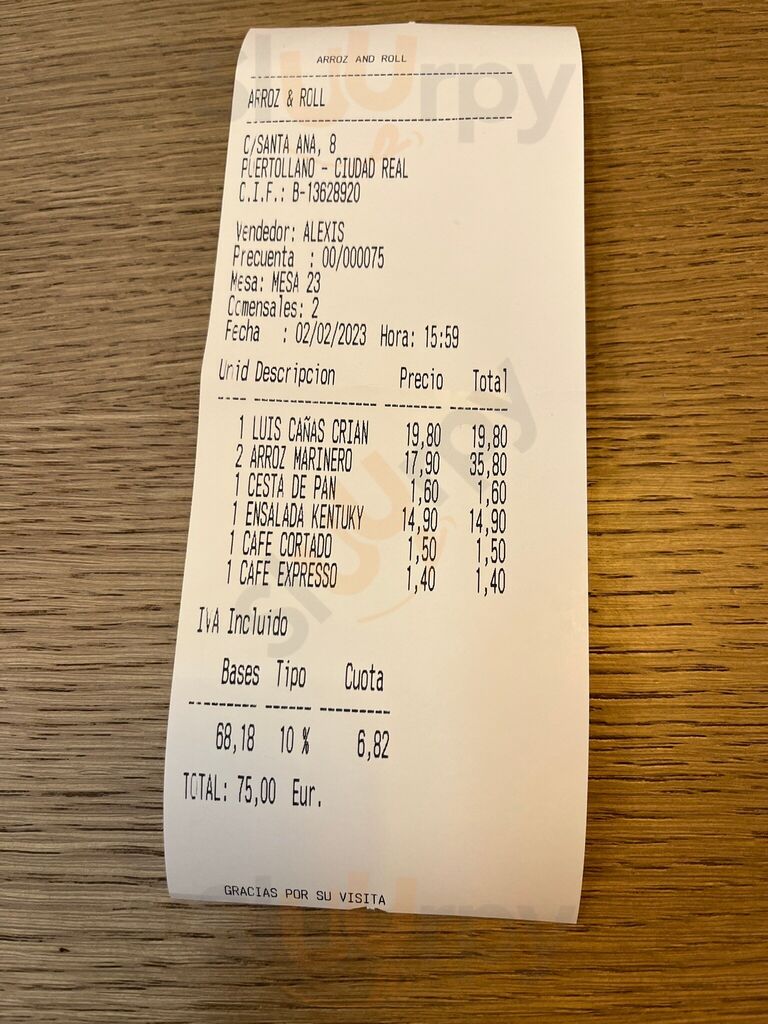 ARROZ AND ROLL
ARROZ & ROLL
C/SANTA ANA, 8
PUERTOLLANO - CIUDAD REAL
C.I.F.: B-13628920
Vendedor: ALEXIS
Precuenta : 00/000075
Mesa: MESA 23
Comensales: 2
Fecha : 02/02/2023 Hora: 15:59
Unid Descripcion Precio Total
1 LUIS CAÑAS CRIAN 19,80 19,80
2 ARROZ MARINERO 17,90 35,80
1 CESTA DE PAN 1,60 1,60
1 ENSALADA KENTUKY 14,90 14,90
1 CAFE CORTADO 1,50 1,50
1 CAFE EXPRESSO 1,40 1,40
IVA Incluido
Bases Tipo Cuota
68,18 10 % 6,82
TOTAL: 75,00 Eur.
GRACIAS POR SU VISITA
sluurpy
sluurpy
sluurpy